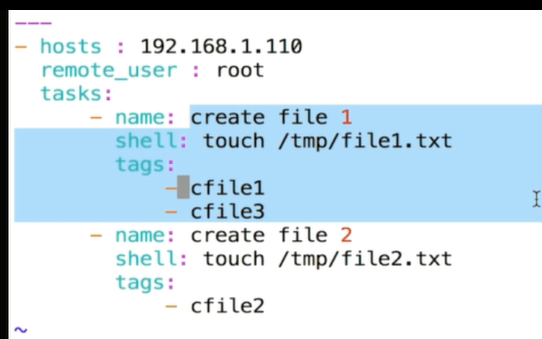 ---
- hosts : 192.168.1.110
  remote_user : root
  tasks:
      - name: create file 1
        shell: touch /tmp/file1.txt
        tags:
            - cfile1
            - cfile3
      - name: create file 2
        shell: touch /tmp/file2.txt
        tags:
            - cfile2
~